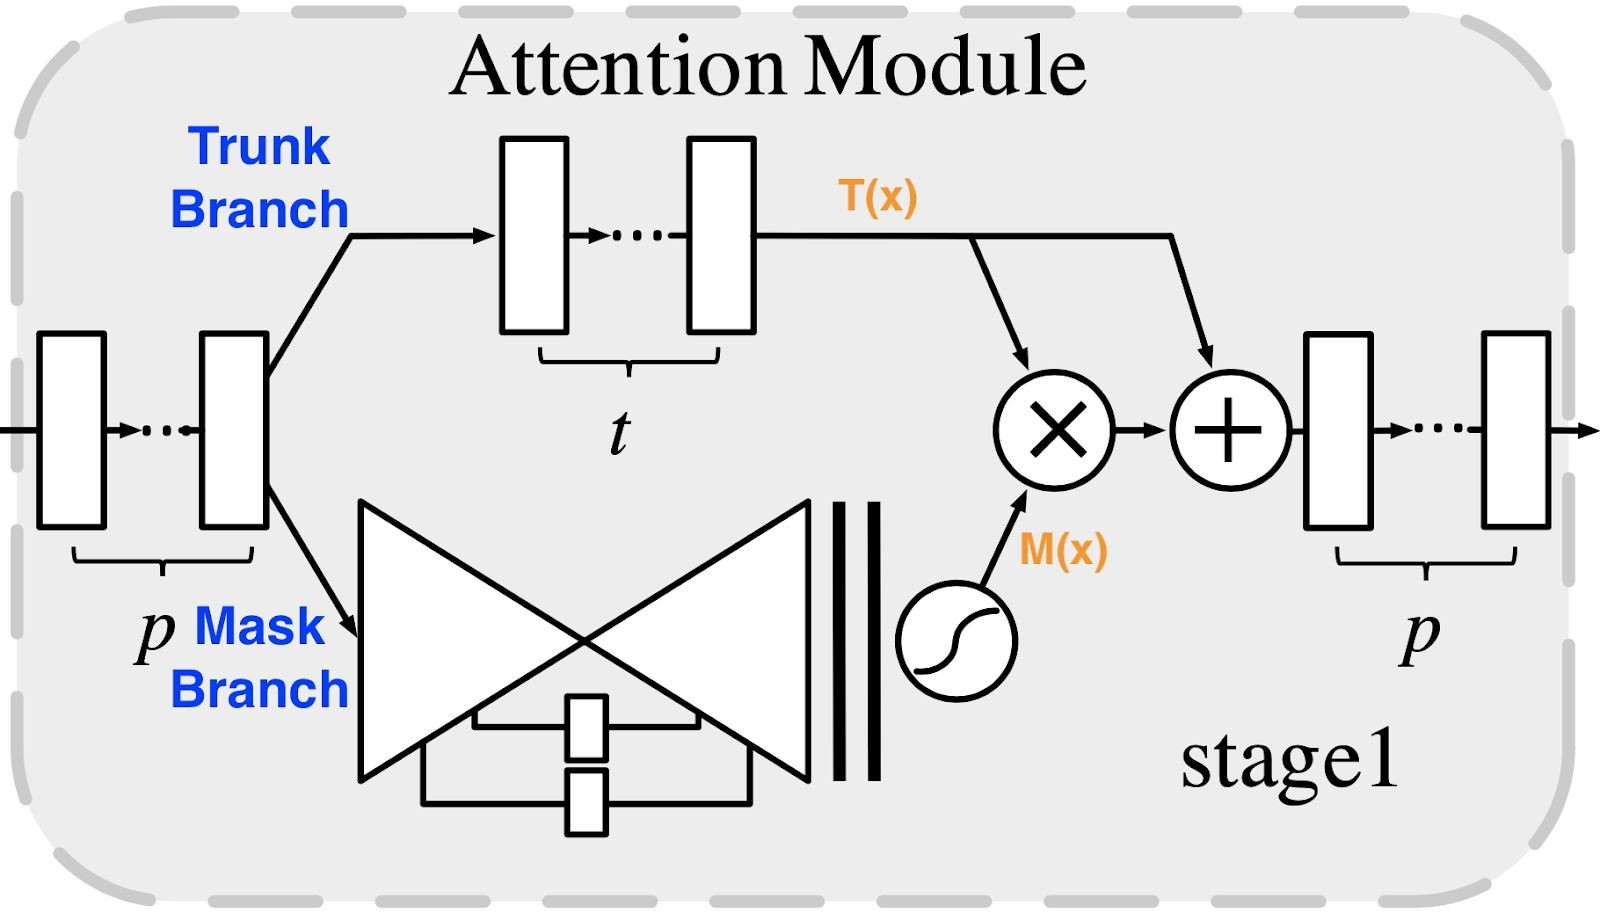 Attention Module
Trunk
Branch
T(x)
t
M(x)
p
Mask
Branch
p
stage1